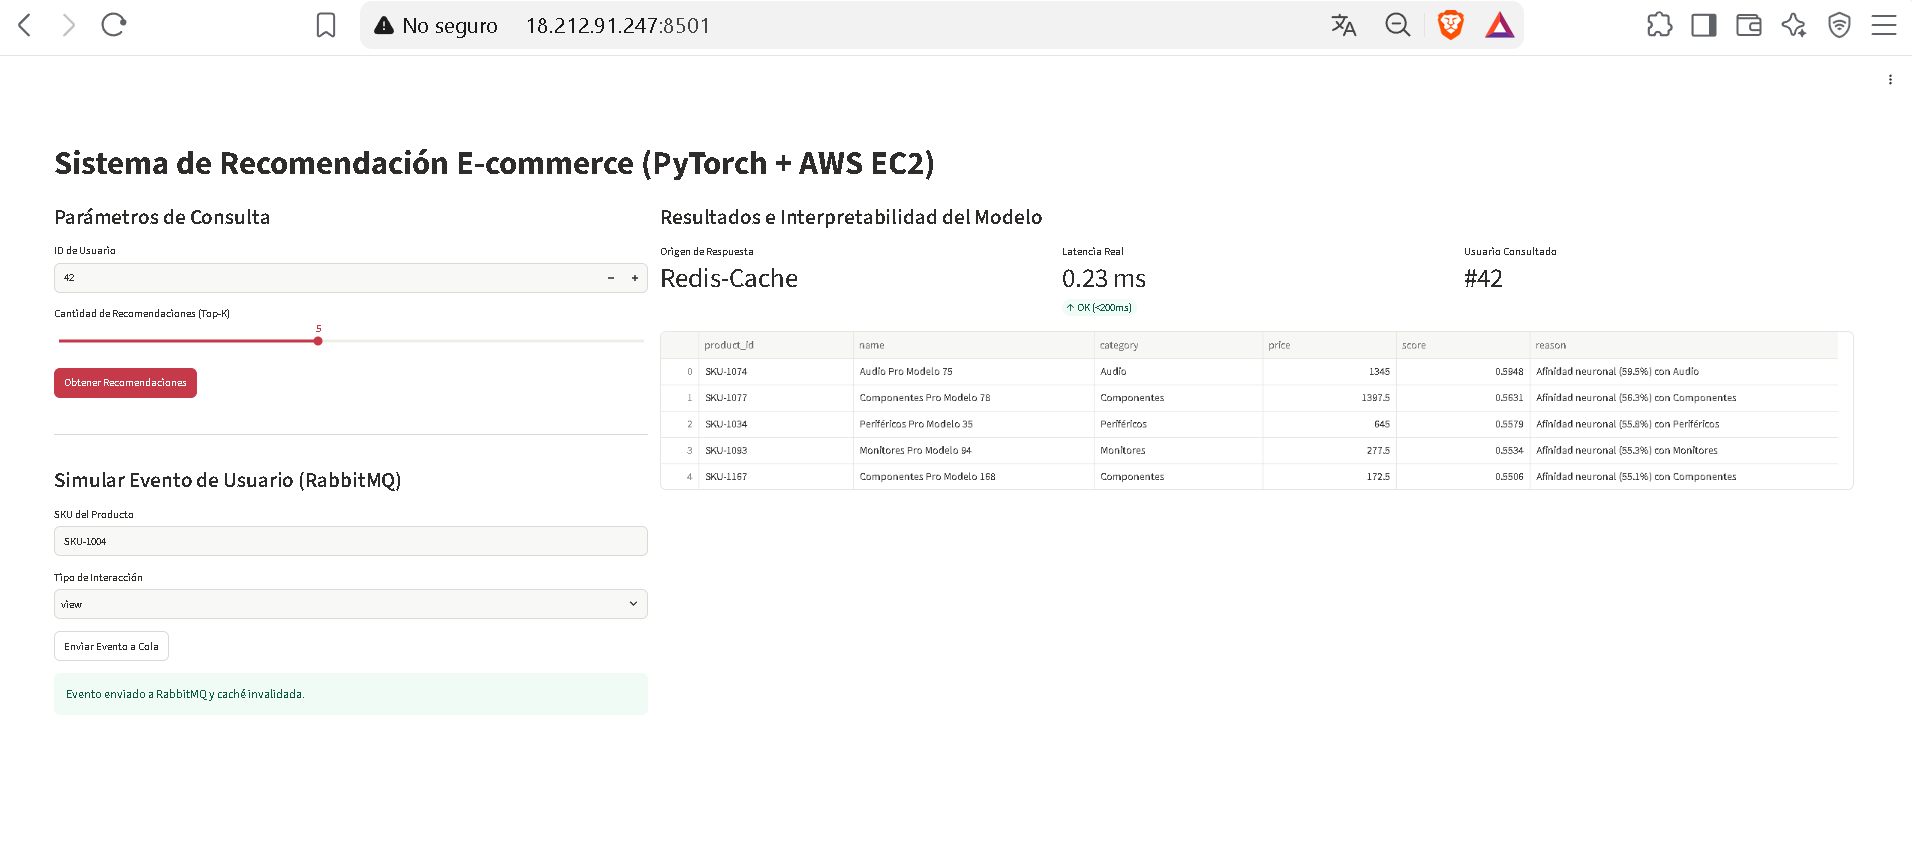 No seguro 18.212.91.247:8501
Sistema de Recomendación E-commerce (PyTorch + AWS EC2)
Parámetros de Consulta
ID de Usuario
42
Cantidad de Recomendaciones (Top-K)
5
Obtener Recomendaciones
Simular Evento de Usuario (RabbitMQ)
SKU del Producto
SKU-1004
Tipo de Interacción
view
Enviar Evento a Cola
Evento enviado a RabbitMQ y caché invalidada.
Resultados e Interpretabilidad del Modelo
Origen de Respuesta Latencia Real Usuario Consultado
Redis-Cache 0.23 ms #42
↑ OK (<200ms)
product_id name category price score reason
0 SKU-1074 Audio Pro Modelo 75 Audio 1345 0.5948 Afinidad neuronal (59.5%) con Audio
1 SKU-1077 Componentes Pro Modelo 78 Componentes 1397.5 0.5631 Afinidad neuronal (56.3%) con Componentes
2 SKU-1034 Periféricos Pro Modelo 35 Periféricos 645 0.5579 Afinidad neuronal (55.8%) con Periféricos
3 SKU-1093 Monitores Pro Modelo 94 Monitores 277.5 0.5534 Afinidad neuronal (55.3%) con Monitores
4 SKU-1167 Componentes Pro Modelo 168 Componentes 172.5 0.5506 Afinidad neuronal (55.1%) con Componentes